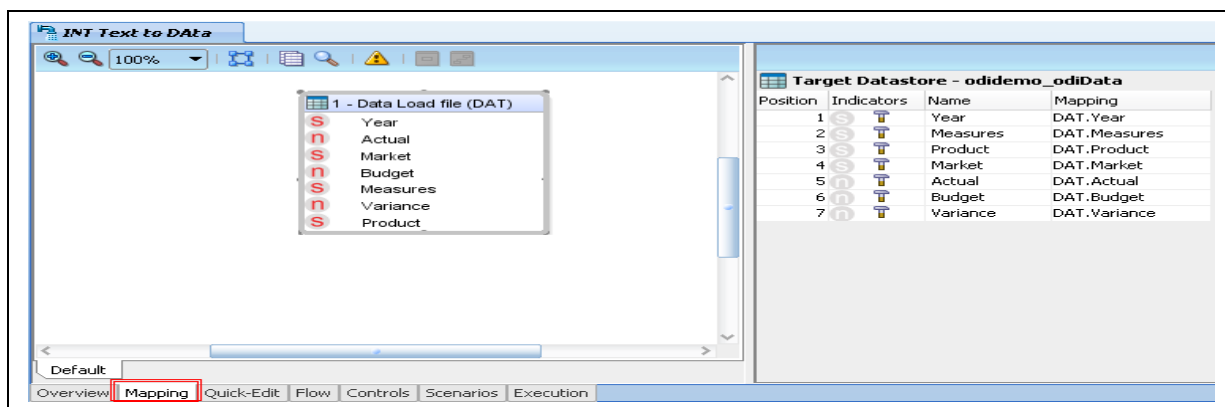 INT Text to DAta
100%
1 - Data Load file (DAT)
S Year
n Actual
S Market
n Budget
S Measures
n Variance
S Product
Default
Target Datastore - odidemo_odiData
Position Indicators Name Mapping
1 S Year DAT.Year
2 S Measures DAT.Measures
3 S Product DAT.Product
4 S Market DAT.Market
5 n Actual DAT.Actual
6 n Budget DAT.Budget
7 n Variance DAT.Variance
Overview Mapping Quick-Edit Flow Controls Scenarios Execution